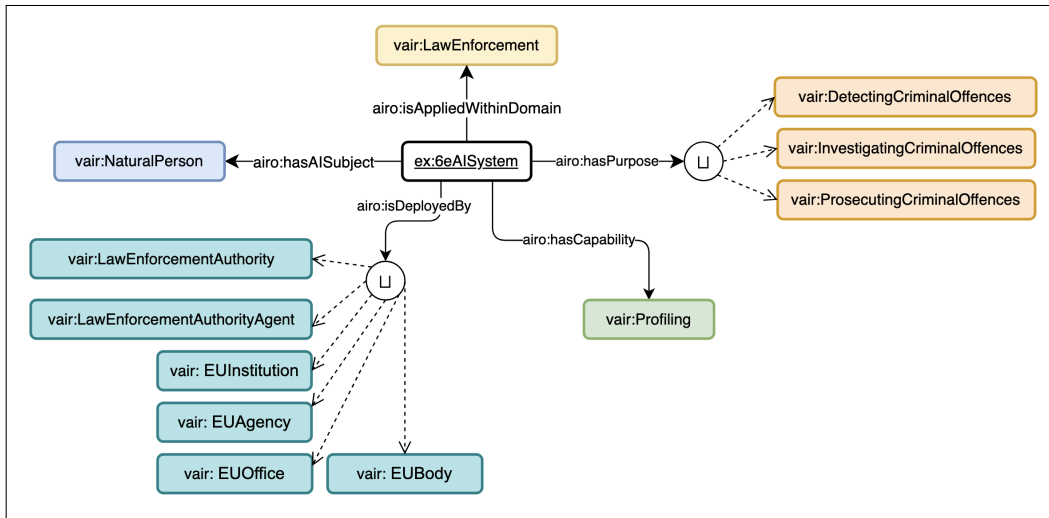 vair:LawEnforcement
airo:isAppliedWithinDomain
vair:NaturalPerson
airo:hasAISubject
ex:6eAISystem
airo:hasPurpose
⊔
vair:DetectingCriminalOffences
vair:InvestigatingCriminalOffences
vair:ProsecutingCriminalOffences
airo:isDeployedBy
airo:hasCapability
⊔
vair:LawEnforcementAuthority
vair:LawEnforcementAuthorityAgent
vair: EUInstitution
vair: EUAgency
vair: EUOffice
vair: EUBody
vair:Profiling